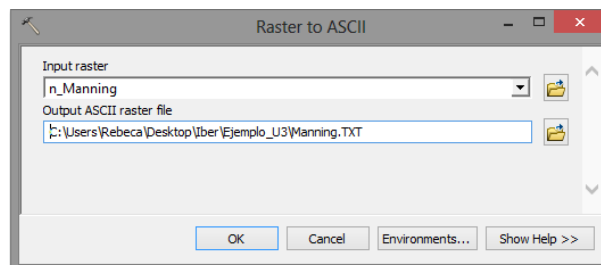 Raster to ASCII
Input raster
n_Manning
Output ASCII raster file
C:\Users\Rebeca\Desktop\Iber\Ejemplo_U3\Manning.TXT
OK Cancel Environments... Show Help >>